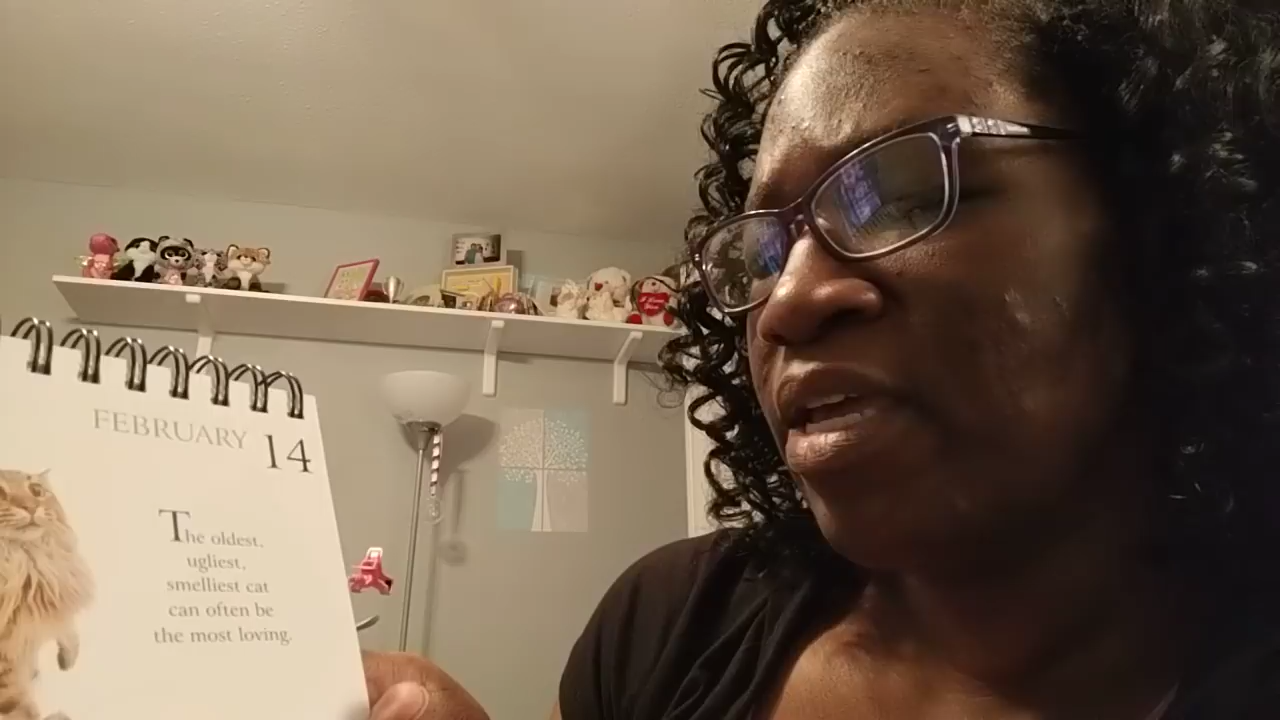 FEBRUARY 14
The oldest,
ugliest,
smelliest cat
can often be
the most loving.